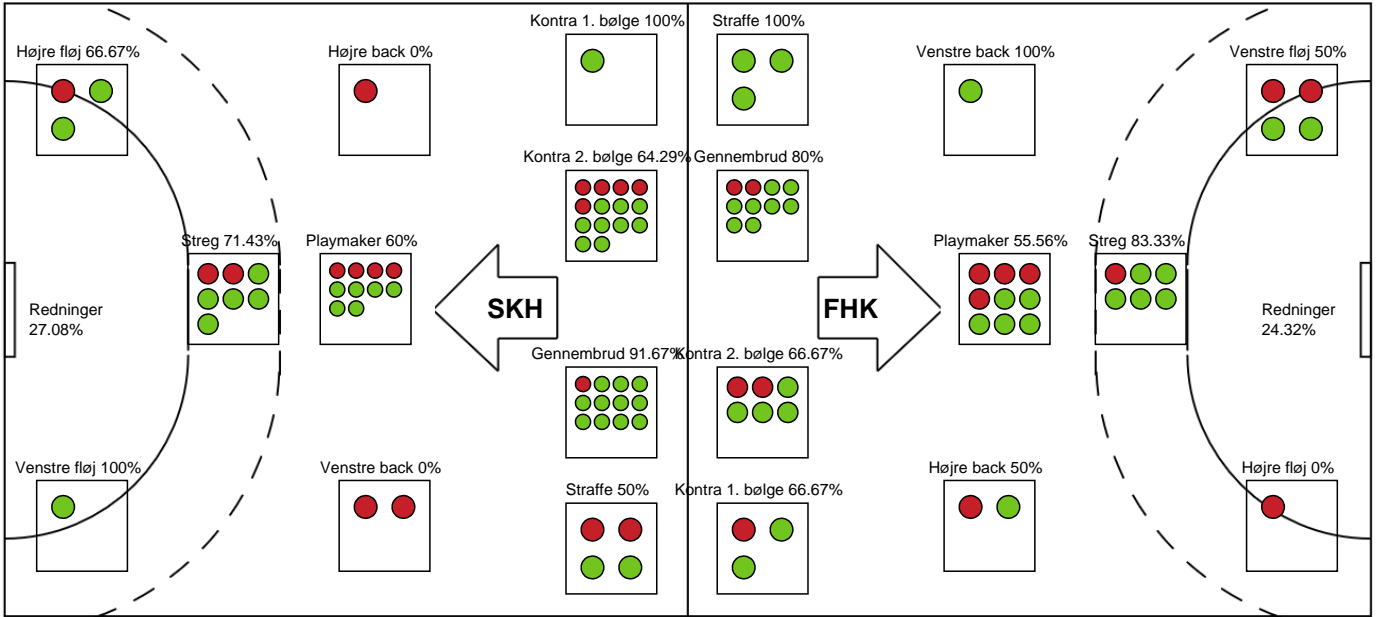 Kontra 1. bølge 100%
Straffe 100%
Højre fløj 66.67%
Højre back 0%
Venstre back 100%
Venstre fløj 50%
Kontra 2. bølge 64.29%
Gennembrud 80%
Streg 71.43%
Playmaker 60%
Playmaker 55.56%
Streg 83.33%
Redninger
27.08%
SKH
FHK
Redninger
24.32%
Gennembrud 91.67%
Kontra 2. bølge 66.67%
Venstre fløj 100%
Venstre back 0%
Højre back 50%
Højre fløj 0%
Straffe 50%
Kontra 1. bølge 66.67%